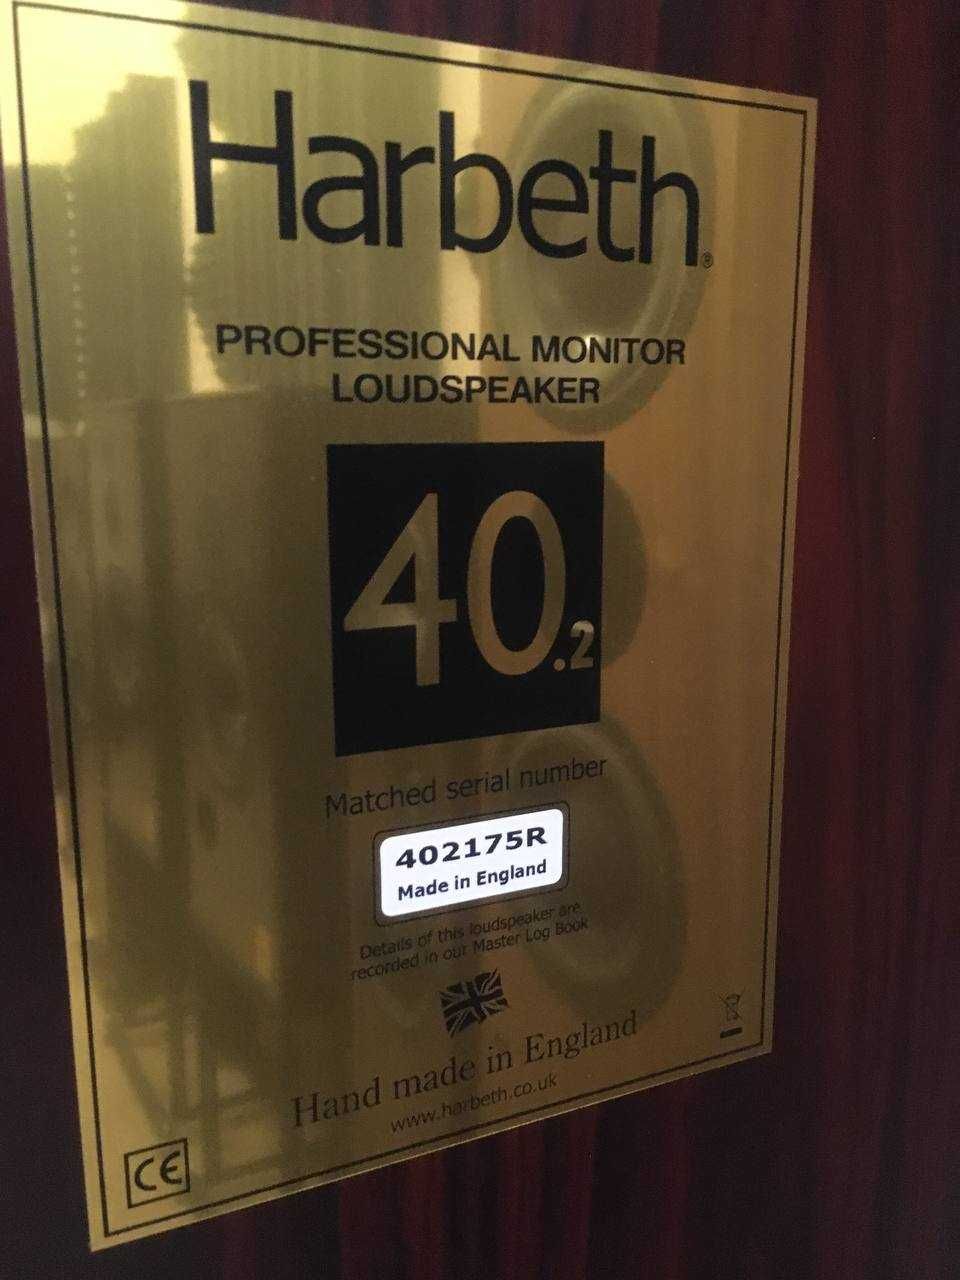 Harbeth®
PROFESSIONAL MONITOR
LOUDSPEAKER
40.2
Matched serial number
402175R
Made in England
Details of this loudspeaker are
recorded in our Master Log Book
Hand made in England
www.harbeth.co.uk
CE